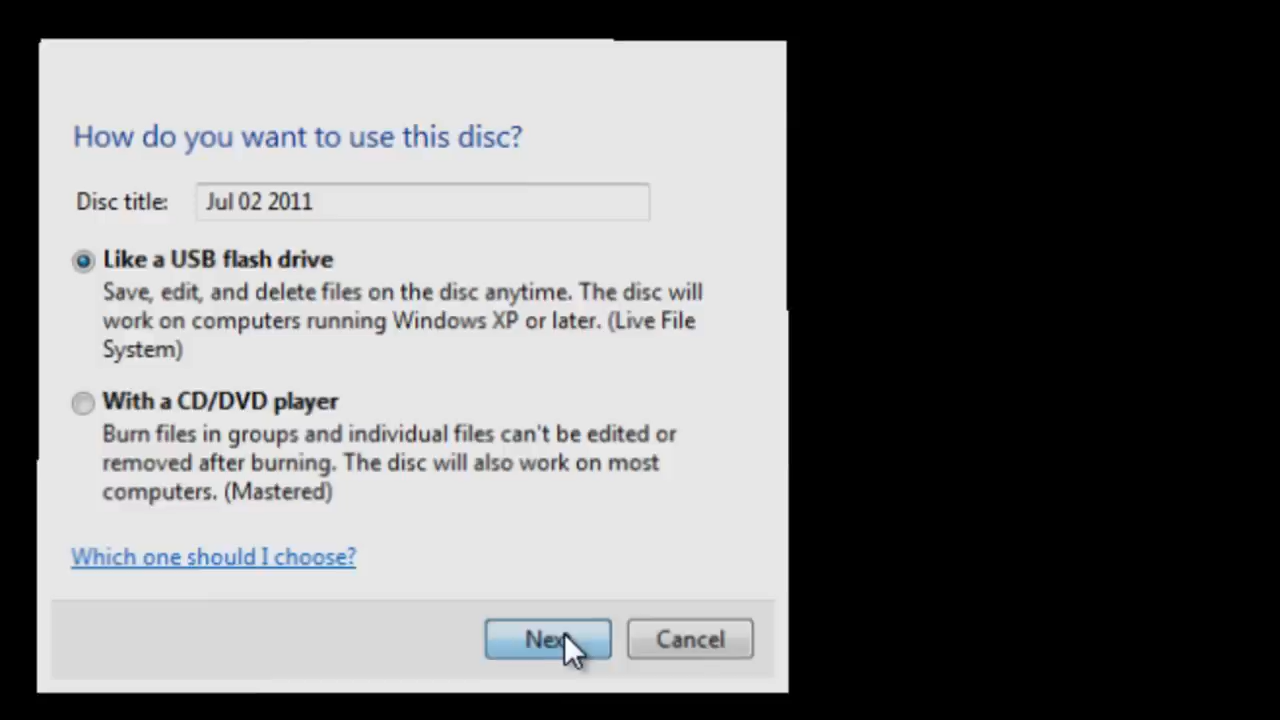 How do you want to use this disc?
Disc title: Jul 02 2011
Like a USB flash drive
Save, edit, and delete files on the disc anytime. The disc will
work on computers running Windows XP or later. (Live File
System)
With a CD/DVD player
Burn files in groups and individual files can't be edited or
removed after burning. The disc will also work on most
computers. (Mastered)
Which one should I choose?
Next Cancel